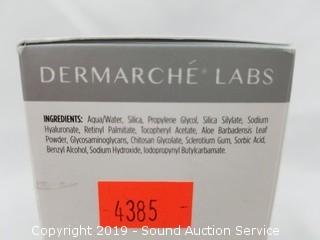 DERMARCHÉ® LABS
INGREDIENTS: Aqua/Water, Silica, Propylene Glycol, Silica Silylate, Sodium
Hyaluronate, Retinyl Palmitate, Tocopheryl Acetate, Aloe Barbadensis Leaf
Powder, Glycosaminoglycans, Chitosan Glycolate, Sclerotium Gum, Sorbic Acid,
Benzyl Alcohol, Sodium Hydroxide, Iodopropynyl Butylcarbamate.
4385
Copyright 2019 - Sound Auction Service